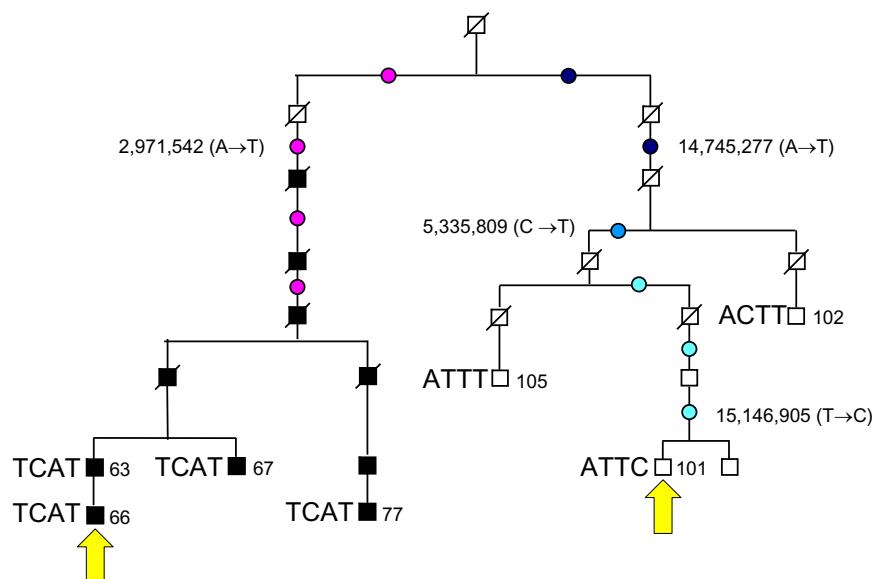 2,971,542 (A→T)
14,745,277 (A→T)
5,335,809 (C →T)
ACTT 102
ATTT 105
15,146,905 (T→C)
TCAT 63
TCAT 67
ATTC 101
TCAT 66
TCAT 77